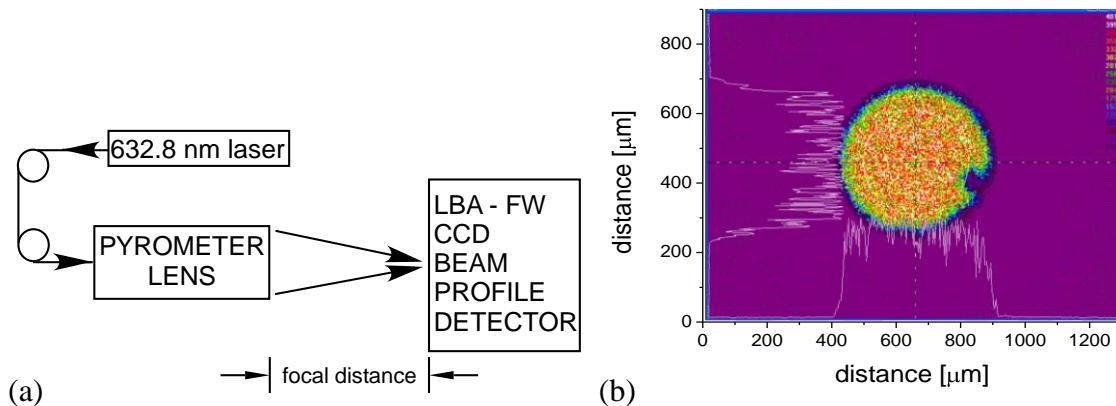 632.8 nm laser
PYROMETER
LENS
LBA - FW
CCD
BEAM
PROFILE
DETECTOR
focal distance
(a)
distance [μm]
800
600
400
200
0
0 200 400 600 800 1000 1200
distance [μm]
(b)